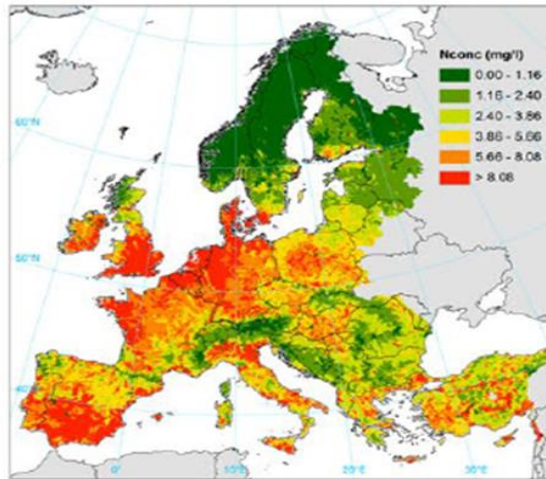 Nconc (mg/l)
0.00 - 1.16
1.16 - 2.40
2.40 - 3.86
3.86 - 5.66
5.66 - 8.08
> 8.08
60°N
50°N
40°N
0°
10°E
20°E
30°E